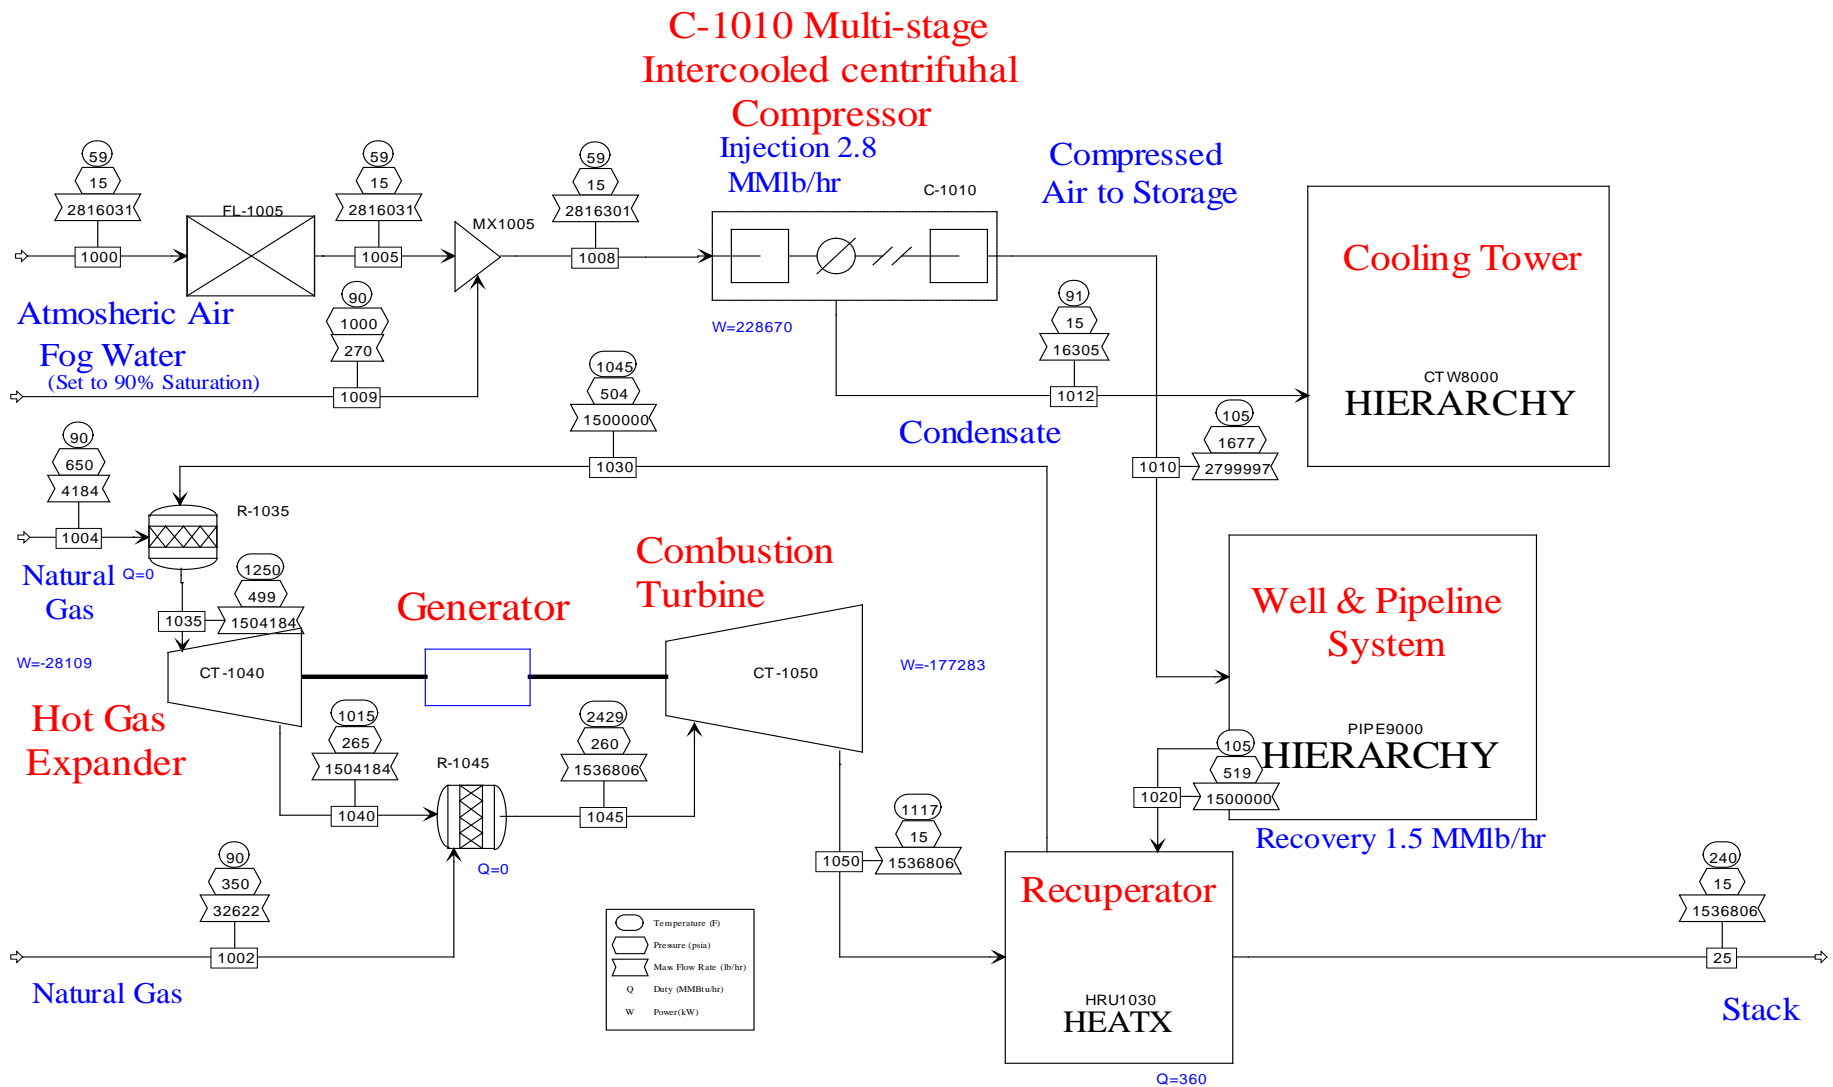 C-1010 Multi-stage
Intercooled centrifuhal
Compressor
Injection 2.8
MMlb/hr
Compressed
Air to Storage
59
15
2816031
1000
FL-1005
59
15
2816031
1005
MX1005
59
15
2816301
1008
C-1010
W=228670
Atmosheric Air
Fog Water
(Set to 90% Saturation)
90
1000
270
1009
91
15
16305
1012
Condensate
Cooling Tower
CTW8000
HIERARCHY
105
1677
2799997
1010
1045
504
1500000
1030
90
650
4184
1004
R-1035
Natural
Gas
Q=0
1250
499
1504184
1035
W=-28109
CT-1040
Hot Gas
Expander
Generator
Combustion
Turbine
CT-1050
W=-177283
1015
265
1504184
1040
R-1045
Q=0
2429
260
1536806
1045
Well & Pipeline
System
PIPE9000
HIERARCHY
105
519
1500000
1020
Recovery 1.5 MMlb/hr
1117
15
1536806
1050
90
350
32622
1002
Natural Gas
Temperature (F)
Pressure (psia)
Mass Flow Rate (lb/hr)
Q Duty (MMBtu/hr)
W Power(kW)
Recuperator
HRU1030
HEATX
Q=360
240
15
1536806
25
Stack